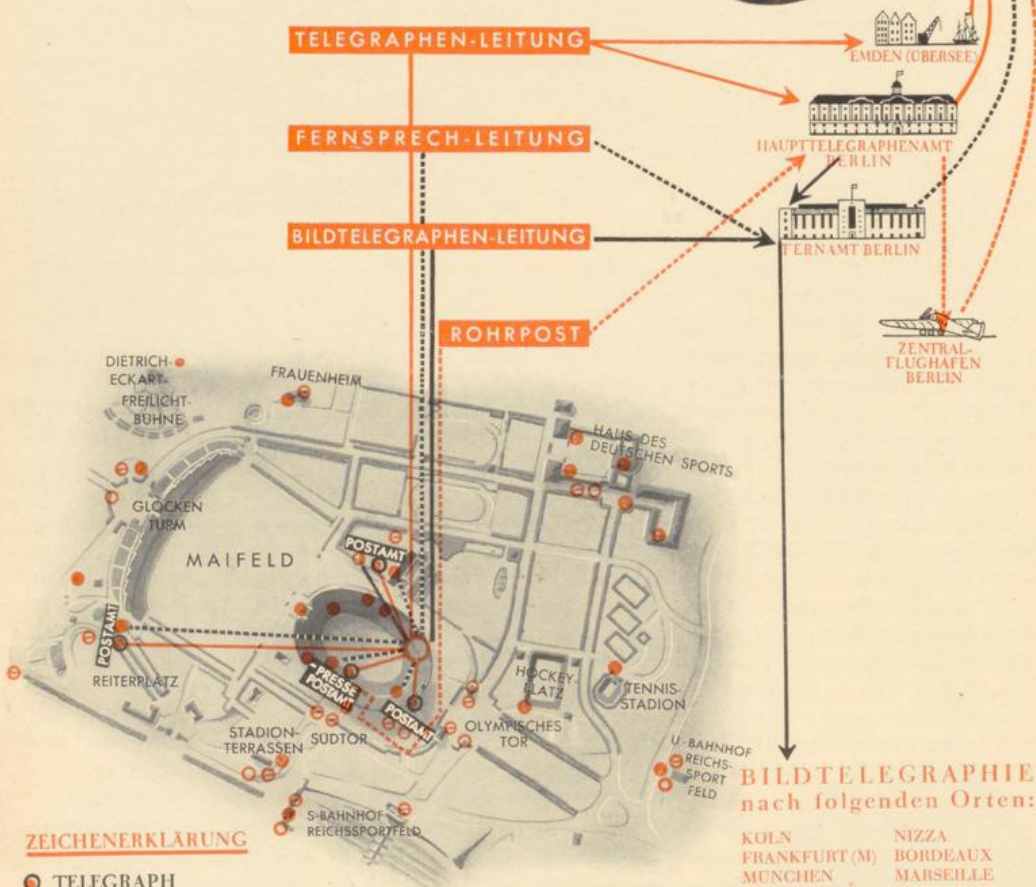 TELEGRAPHEN-LEITUNG
EMDEN (ÜBERSEE)
FERNSPRECH-LEITUNG
HAUPTTELEGRAPHENAMT
BERLIN
BILDTELEGRAPHEN-LEITUNG
FERNAMT BERLIN
ROHRPOST
ZENTRAL-
FLUGHAFEN
BERLIN
DIETRICH-
ECKART-
FREILICHT-
BÜHNE
FRAUENHEIM
HAUS DES
DEUTSCHEN SPORTS
GLOCKEN
TURM
MAIFELD
POSTAMT
POSTAMT
REITERPLATZ
PRESSE
POSTAMT
POSTAMT
HOCKEY-
PLATZ
TENNIS-
STADION
STADION-
TERRASSEN
SÜDTOR
OLYMPISCHES
TOR
U-BAHNHOF
REICHS-
SPORT
FELD
S-BAHNHOF
REICHSSPORTFELD
BILDTELEGRAPHIE
nach folgenden Orten:
KÖLN NIZZA
FRANKFURT (M) BORDEAUX
MÜNCHEN MARSEILLE
ZEICHENERKLÄRUNG
TELEGRAPH